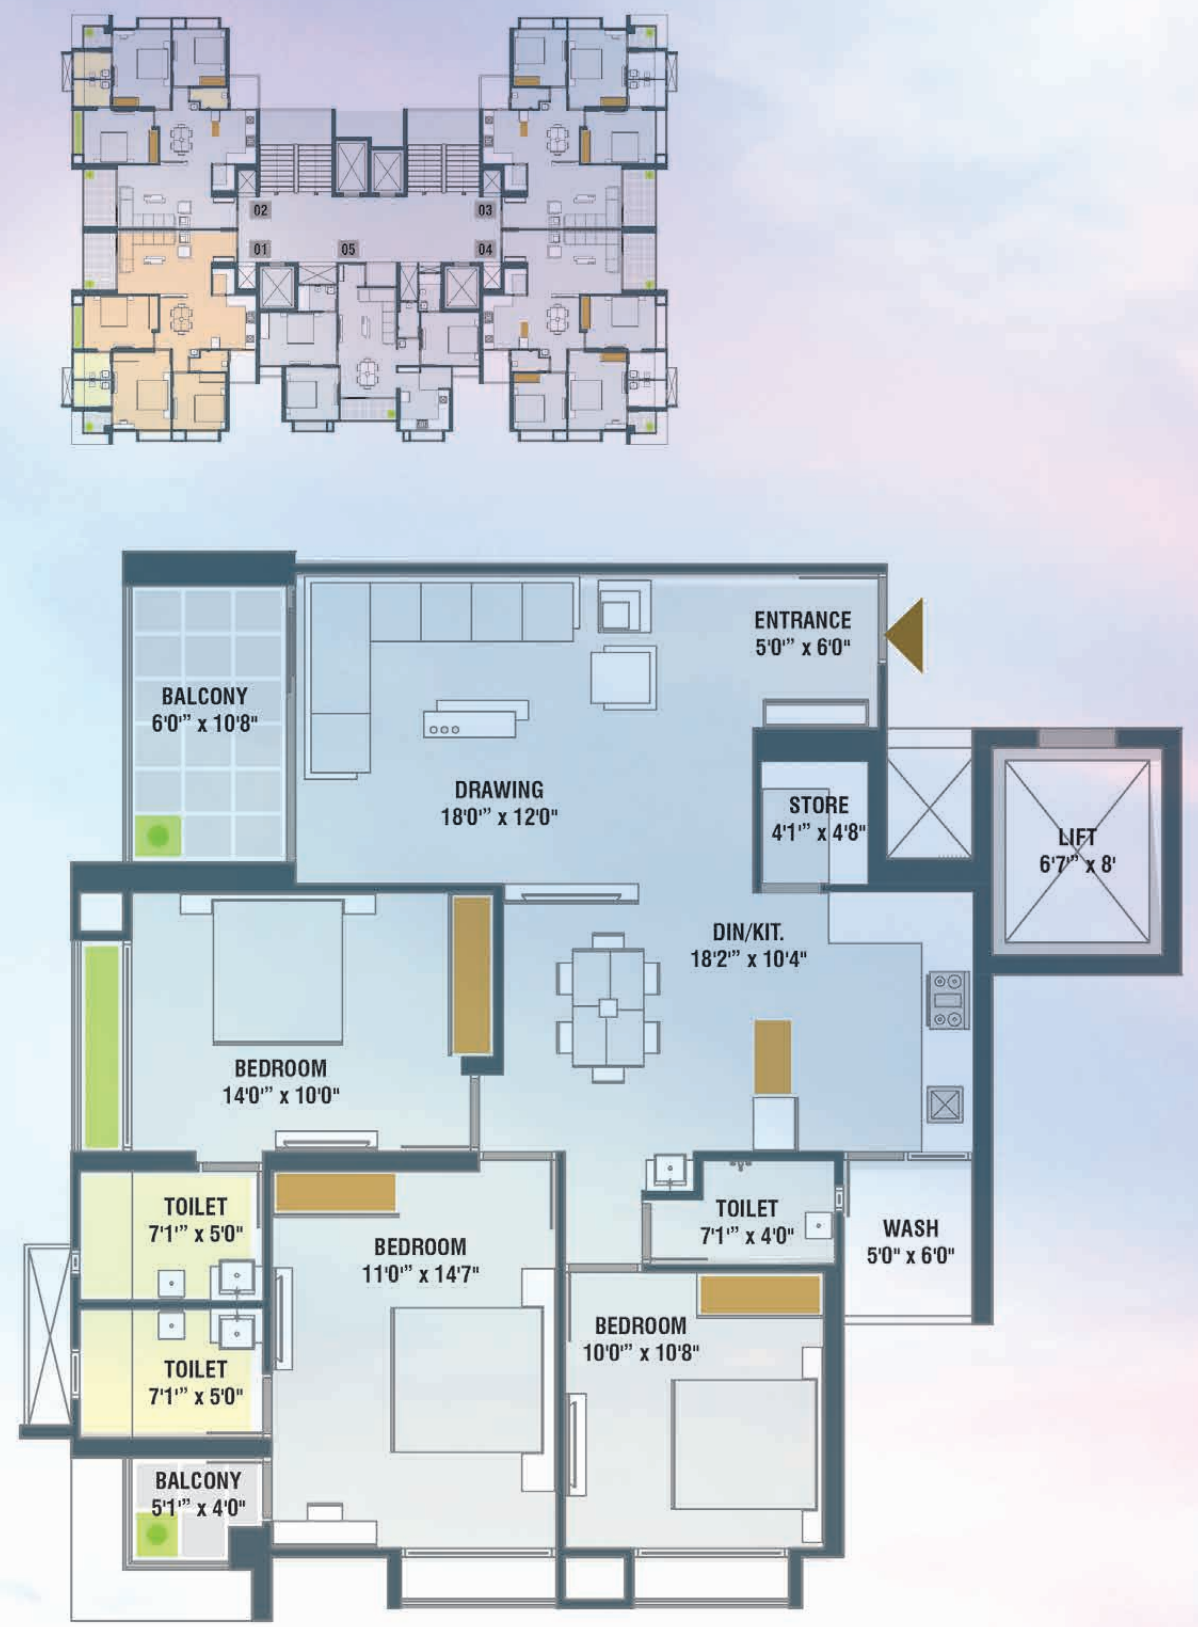 02
03
01
05
04
ENTRANCE
5'0'" x 6'0"
BALCONY
6'0'" x 10'8"
DRAWING
18'0'" x 12'0"
STORE
4'1'" x 4'8"
LIFT
6'7'" x 8'
DIN/KIT.
18'2'" x 10'4"
BEDROOM
14'0'" x 10'0"
TOILET
7'1'" x 5'0"
TOILET
7'1'" x 4'0"
WASH
5'0" x 6'0"
BEDROOM
11'0'" x 14'7"
BEDROOM
10'0'" x 10'8"
TOILET
7'1'" x 5'0"
BALCONY
5'1'" x 4'0"